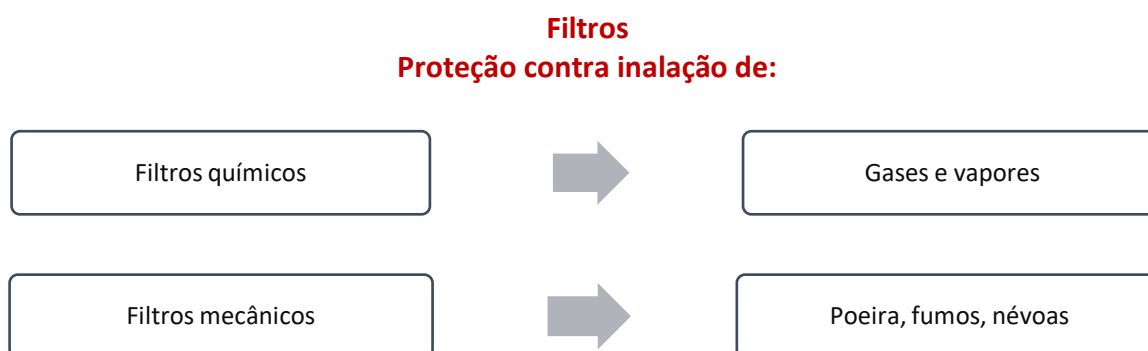 Filtros
Proteção contra inalação de:
Filtros químicos
Gases e vapores
Filtros mecânicos
Poeira, fumos, névoas